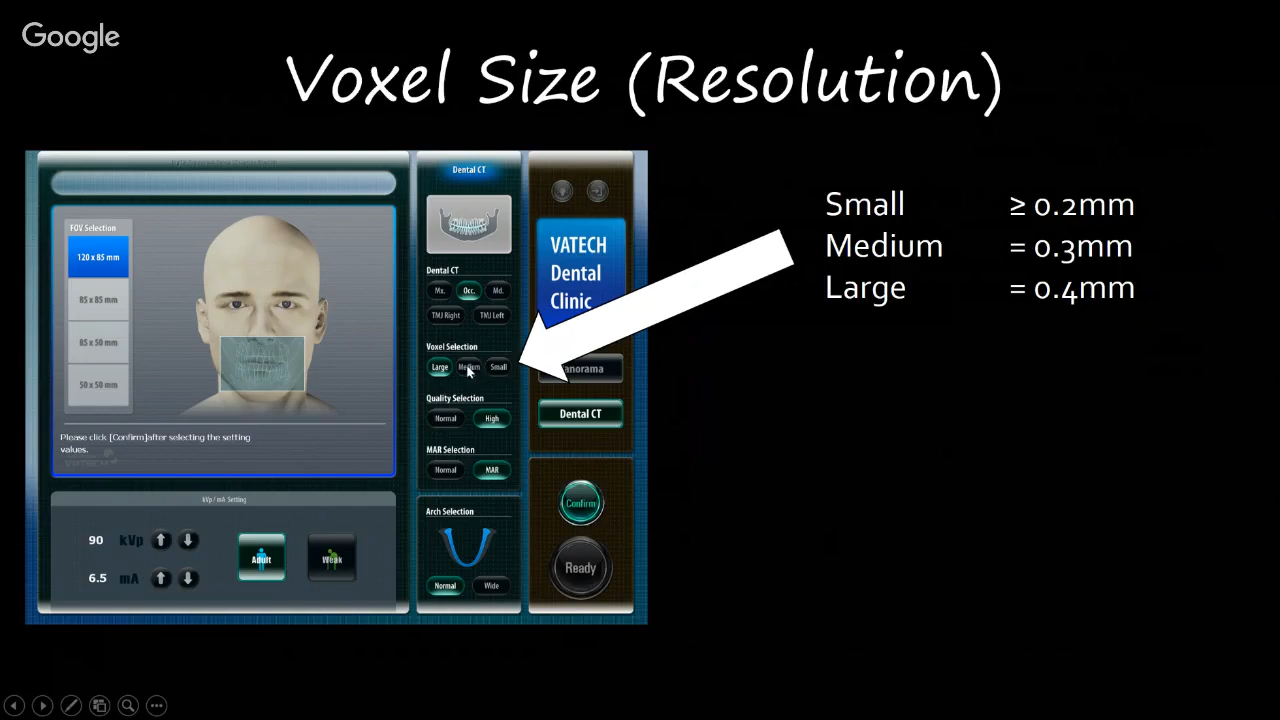 Google
Voxel Size (Resolution)
Small ≥ 0.2mm
Medium = 0.3mm
Large = 0.4mm
FOV Selection
120 x 85 mm
85 x 85 mm
85 x 50 mm
50 x 50 mm
Please click [Confirm]after selecting the setting
values.
kVp / mA Setting
90 kVp
6.5 mA
Adult
Weak
Dental CT
Dental CT
Mx. Occ. Md.
TMJ Right TMJ Left
Voxel Selection
Large Medium Small
Quality Selection
Normal High
MAR Selection
Normal MAR
Arch Selection
Normal Wide
VATECH
Dental
Clinic
anorama
Dental CT
Confirm
Ready